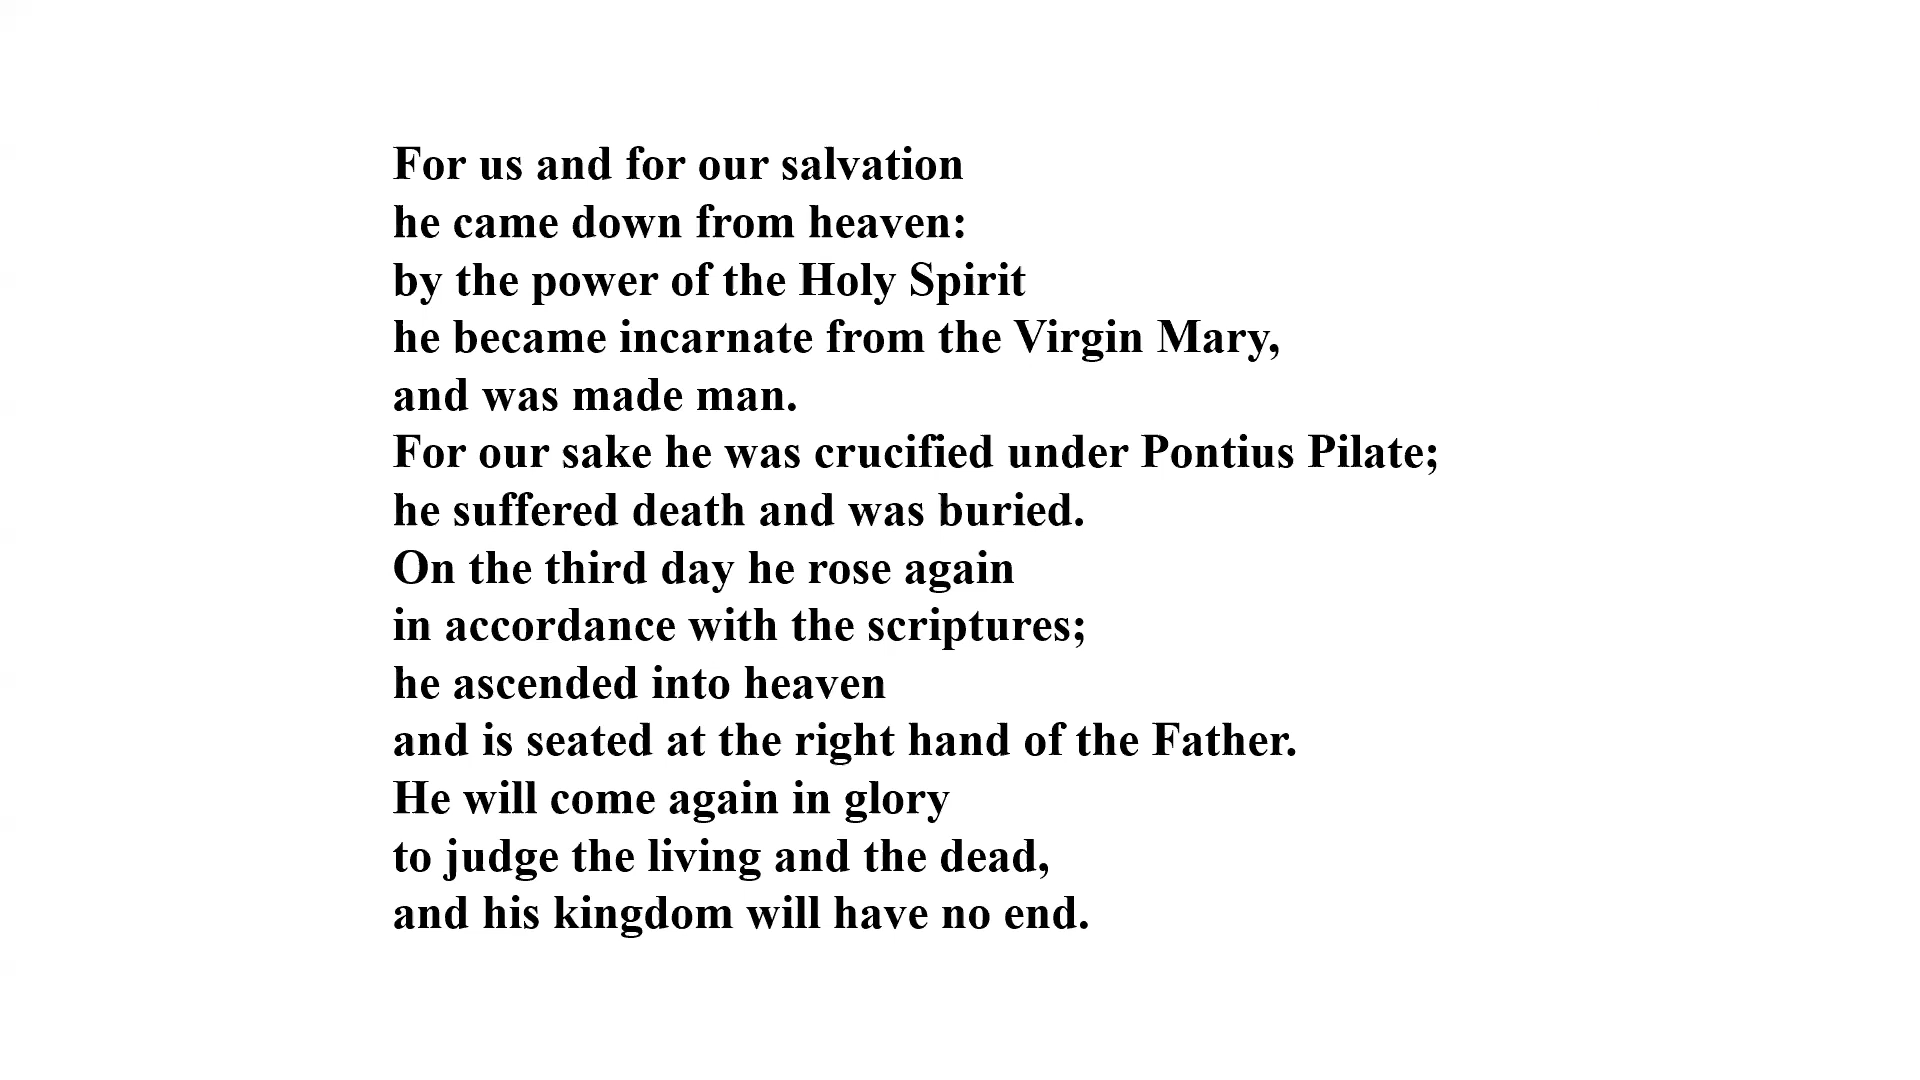 For us and for our salvation
he came down from heaven:
by the power of the Holy Spirit
he became incarnate from the Virgin Mary,
and was made man.
For our sake he was crucified under Pontius Pilate;
he suffered death and was buried.
On the third day he rose again
in accordance with the scriptures;
he ascended into heaven
and is seated at the right hand of the Father.
He will come again in glory
to judge the living and the dead,
and his kingdom will have no end.